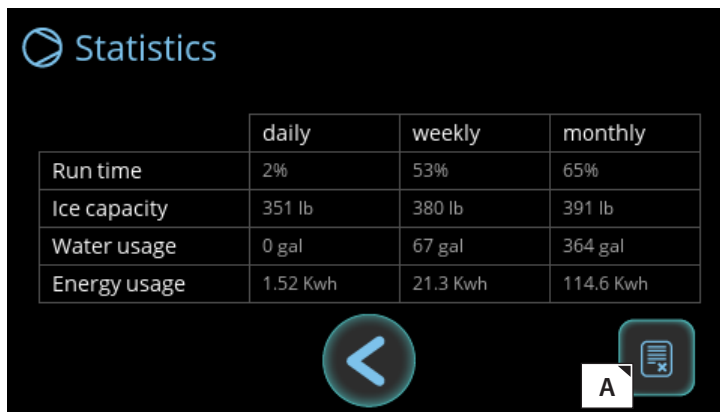 Statistics
daily weekly monthly
Run time 2% 53% 65%
Ice capacity 351 lb 380 lb 391 lb
Water usage 0 gal 67 gal 364 gal
Energy usage 1.52 Kwh 21.3 Kwh 114.6 Kwh
A